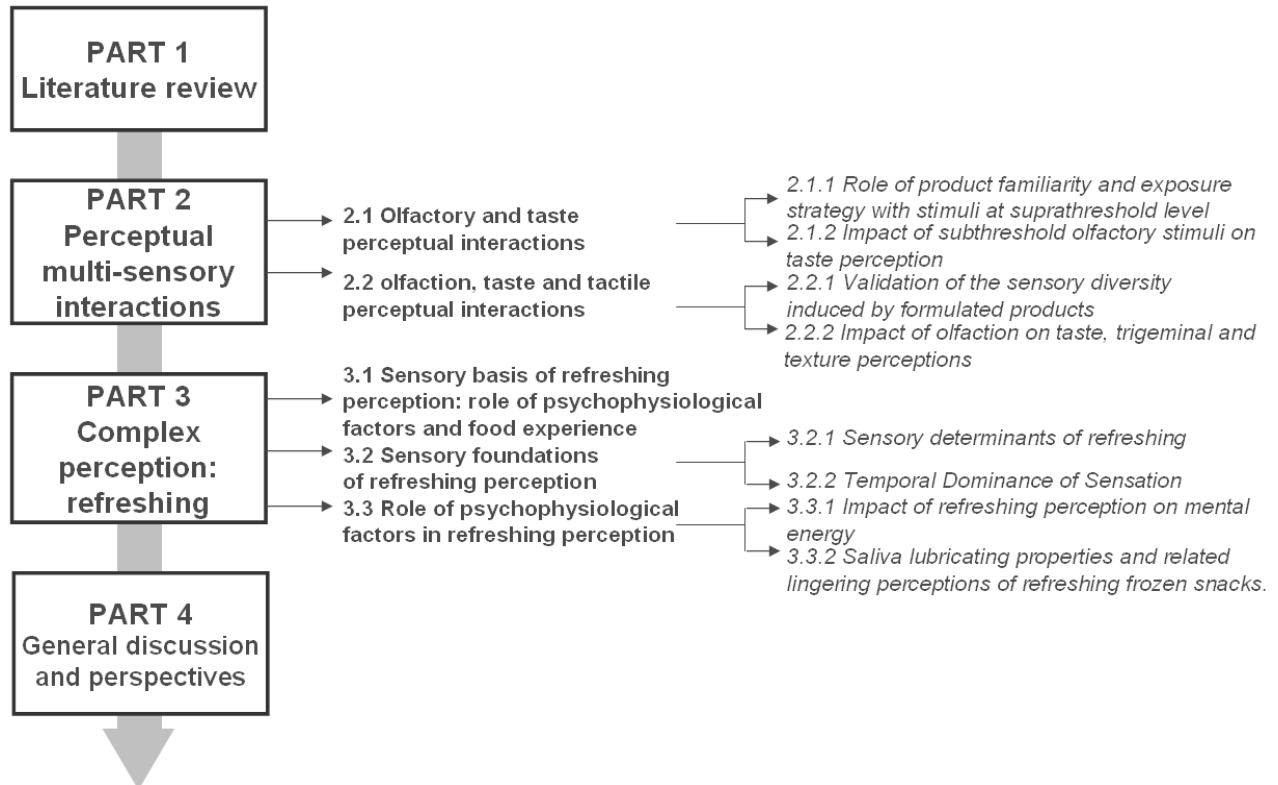 PART 1
Literature review
PART 2
Perceptual
multi-sensory
interactions
2.1 Olfactory and taste
perceptual interactions
2.1.1 Role of product familiarity and exposure
strategy with stimuli at suprathreshold level
2.1.2 Impact of subthreshold olfactory stimuli on
taste perception
2.2 olfaction, taste and tactile
perceptual interactions
2.2.1 Validation of the sensory diversity
induced by formulated products
2.2.2 Impact of olfaction on taste, trigeminal and
texture perceptions
PART 3
Complex
perception:
refreshing
3.1 Sensory basis of refreshing
perception: role of psychophysiological
factors and food experience
3.2 Sensory foundations
of refreshing perception
3.2.1 Sensory determinants of refreshing
3.2.2 Temporal Dominance of Sensation
3.3 Role of psychophysiological
factors in refreshing perception
3.3.1 Impact of refreshing perception on mental
energy
3.3.2 Saliva lubricating properties and related
lingering perceptions of refreshing frozen snacks.
PART 4
General discussion
and perspectives